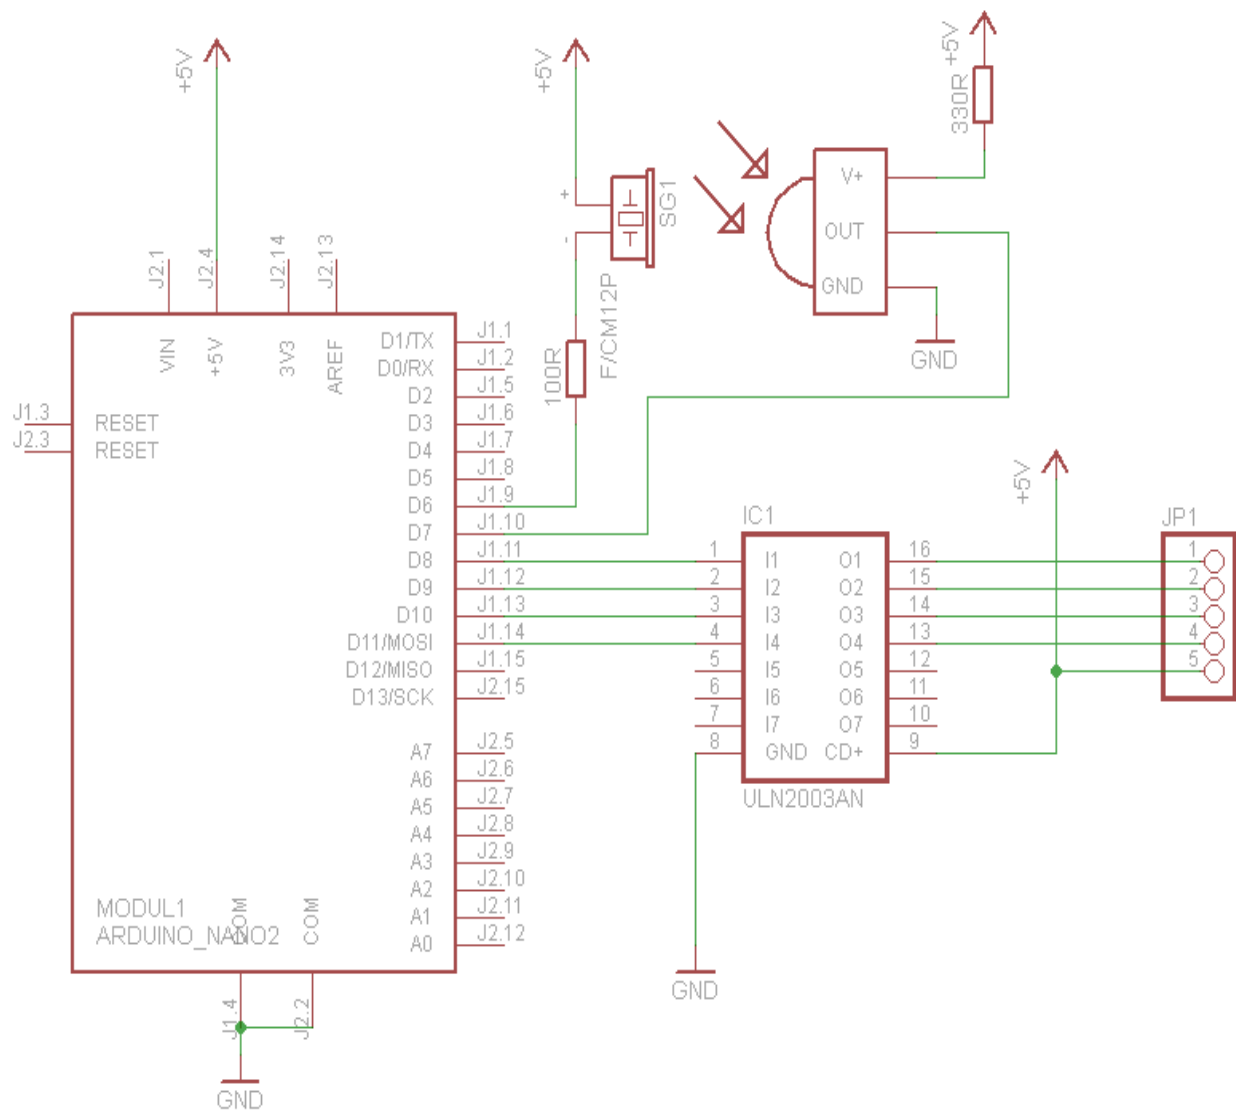 +5V
+5V
+5V
330R
V+
OUT
GND
GND
+
-
SG1
F/CM12P
100R
J2.1
J2.4
J2.14
J2.13
VIN
+5V
3V3
AREF
J1.3
RESET
J2.3
RESET
D1/TX
J1.1
D0/RX
J1.2
D2
J1.5
D3
J1.6
D4
J1.7
D5
J1.8
D6
J1.9
D7
J1.10
D8
J1.11
D9
J1.12
D10
J1.13
D11/MOSI
J1.14
D12/MISO
J1.15
D13/SCK
J2.15
A7
J2.5
A6
J2.6
A5
J2.7
A4
J2.8
A3
J2.9
A2
J2.10
A1
J2.11
A0
J2.12
MODUL1
ARDUINO_NANO2
COM
COM
J1.4
J2.2
GND
IC1
1 I1 O1 16
2 I2 O2 15
3 I3 O3 14
4 I4 O4 13
5 I5 O5 12
6 I6 O6 11
7 I7 O7 10
8 GND CD+ 9
ULN2003AN
GND
+5V
JP1
1
2
3
4
5